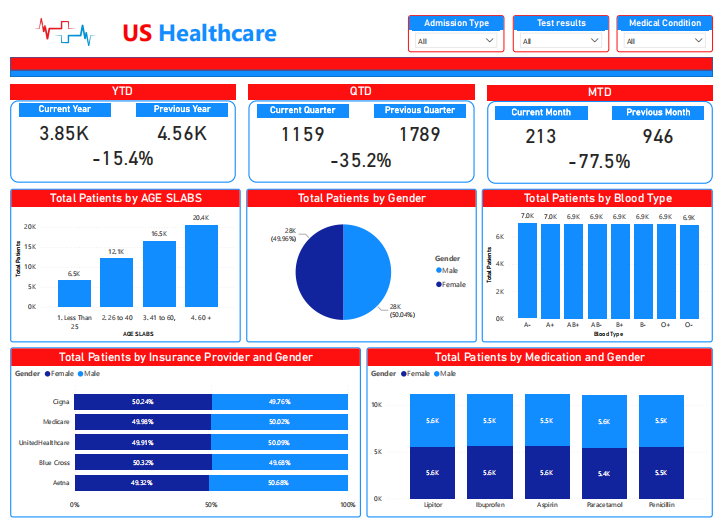 US Healthcare
Admission Type
All
Test results
All
Medical Condition
All
YTD
Current Year
Previous Year
3.85K
4.56K
-15.4%
QTD
Current Quarter
Previous Quarter
1159
1789
-35.2%
MTD
Current Month
Previous Month
213
946
-77.5%
Total Patients by AGE SLABS
Total Patients
20K
15K
10K
5K
0K
6.5K
12.1K
16.5K
20.4K
1. Less Than
25
2. 26 to 40
3. 41 to 60,
4. 60 +
AGE SLABS
Total Patients by Gender
28K
(49.96%)
28K
(50.04%)
Gender
Male
Female
Total Patients by Blood Type
Total Patients
6K
4K
2K
0K
7.0K
7.0K
6.9K
6.9K
6.9K
6.9K
6.9K
6.9K
A-
A+
AB+
AB-
B+
B-
O+
O-
Blood Type
Total Patients by Insurance Provider and Gender
Gender Female Male
Cigna 50.24% 49.76%
Medicare 49.98% 50.02%
UnitedHealthcare 49.91% 50.09%
Blue Cross 50.32% 49.68%
Aetna 49.32% 50.68%
0% 50% 100%
Total Patients by Medication and Gender
Gender Female Male
10K
5K
0K
5.6K 5.5K 5.5K 5.6K 5.5K
5.6K 5.6K 5.6K 5.4K 5.5K
Lipitor Ibuprofen Aspirin Paracetamol Penicillin